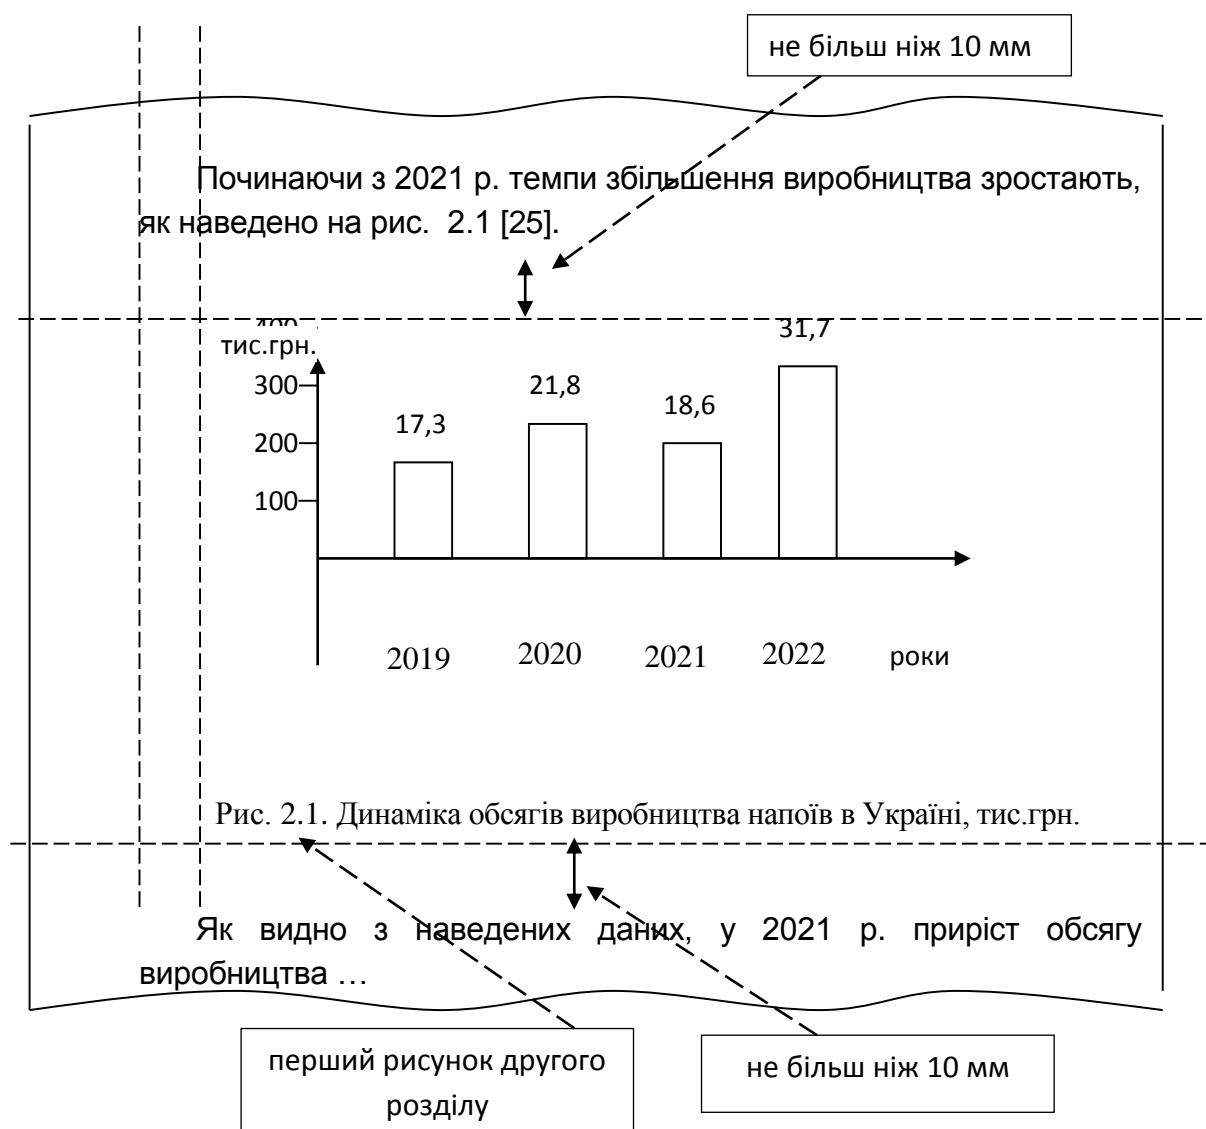 не більш ніж 10 мм
Починаючи з 2021 р. темпи збільшення виробництва зростають,
як наведено на рис. 2.1 [25].
400
тис.грн.
31,7
300
21,8
18,6
17,3
200
100
2019 2020 2021 2022 роки
Рис. 2.1. Динаміка обсягів виробництва напоїв в Україні, тис.грн.
Як видно з наведених даних, у 2021 р. приріст обсягу
виробництва …
перший рисунок другого
розділу
не більш ніж 10 мм